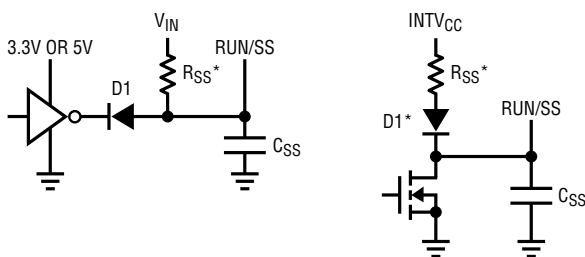 3.3V OR 5V
V_IN
RUN/SS
D1
R_SS*
C_SS
INTV_CC
R_SS*
D1*
RUN/SS
C_SS